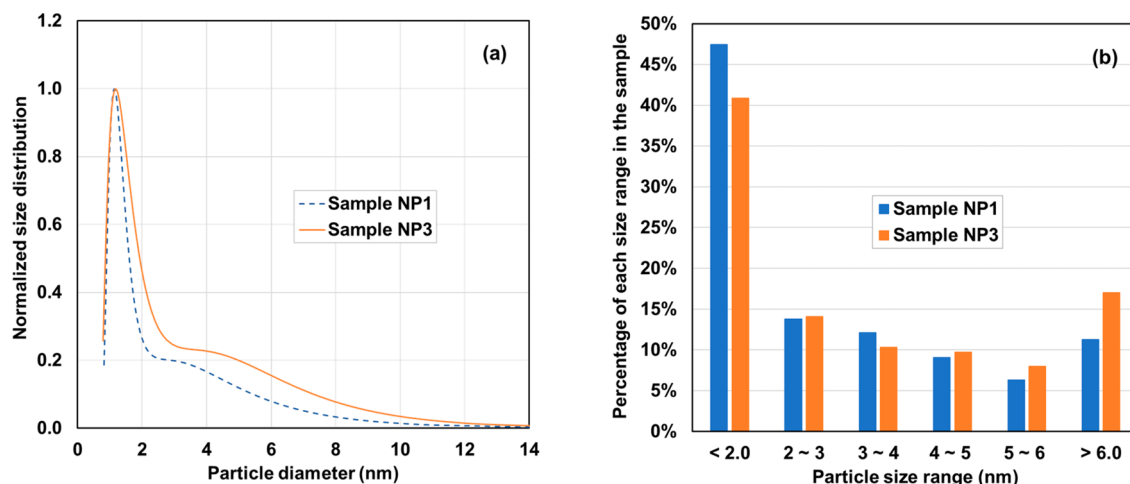 (a)
Normalized size distribution
1.2
1.0
0.8
0.6
0.4
0.2
0.0
Sample NP1
Sample NP3
0 2 4 6 8 10 12 14
Particle diameter (nm)
(b)
Percentage of each size range in the sample
50%
45%
40%
35%
30%
25%
20%
15%
10%
5%
0%
Sample NP1
Sample NP3
< 2.0 2 ~ 3 3 ~ 4 4 ~ 5 5 ~ 6 > 6.0
Particle size range (nm)